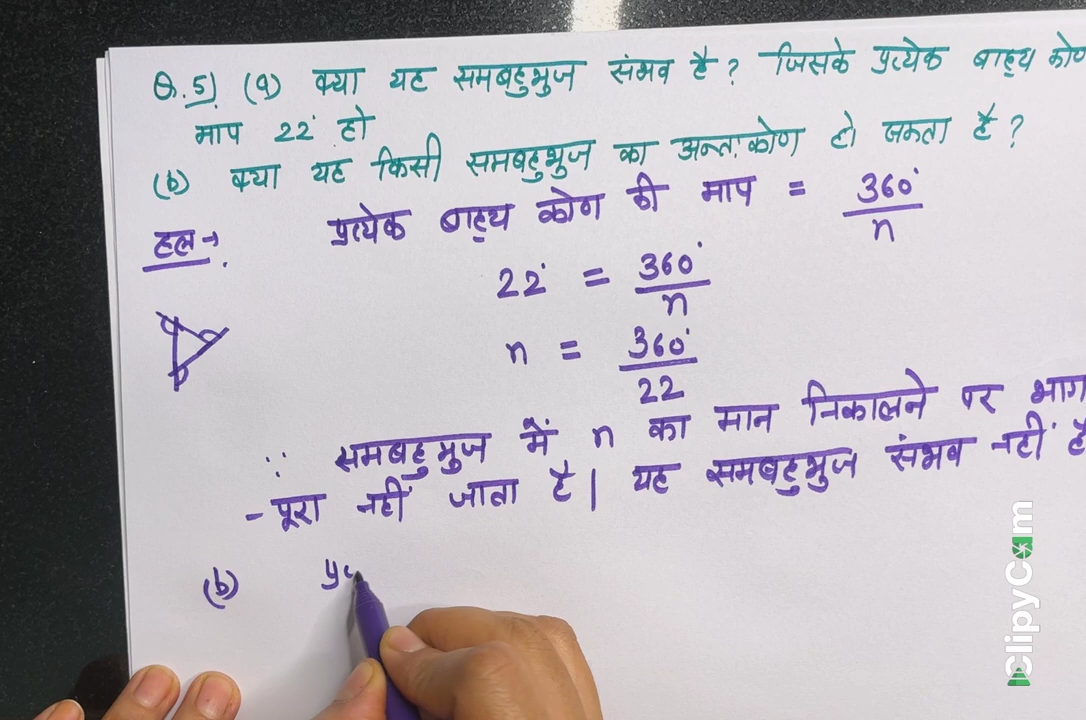 Q.5) (a) क्या यह समबहुभुज संभव है? जिसके प्रत्येक बाह्य कोण
माप 22° हो
(b) क्या यह किसी समबहुभुज का अन्तःकोण हो सकता है?
हल→ प्रत्येक बाह्य कोण की माप = 360°/n
22° = 360°/n
n = 360°/22
∵ समबहुभुज में n का मान निकालने पर भाग
पूरा नहीं जाता है| यह समबहुभुज संभव नहीं है
(b)
ClipyCam